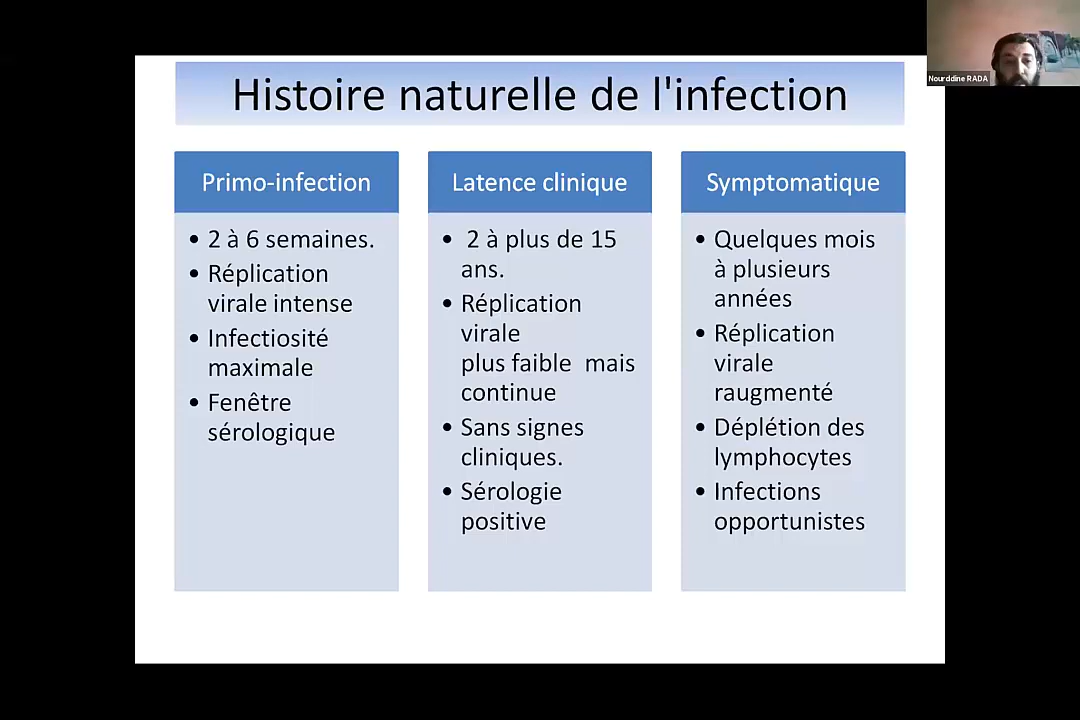 Histoire naturelle de l'infection
Nourddine RADA
Primo-infection
• 2 à 6 semaines.
• Réplication
virale intense
• Infectiosité
maximale
• Fenêtre
sérologique
Latence clinique
• 2 à plus de 15
ans.
• Réplication
virale
plus faible mais
continue
• Sans signes
cliniques.
• Sérologie
positive
Symptomatique
• Quelques mois
à plusieurs
années
• Réplication
virale
raugmenté
• Déplétion des
lymphocytes
• Infections
opportunistes